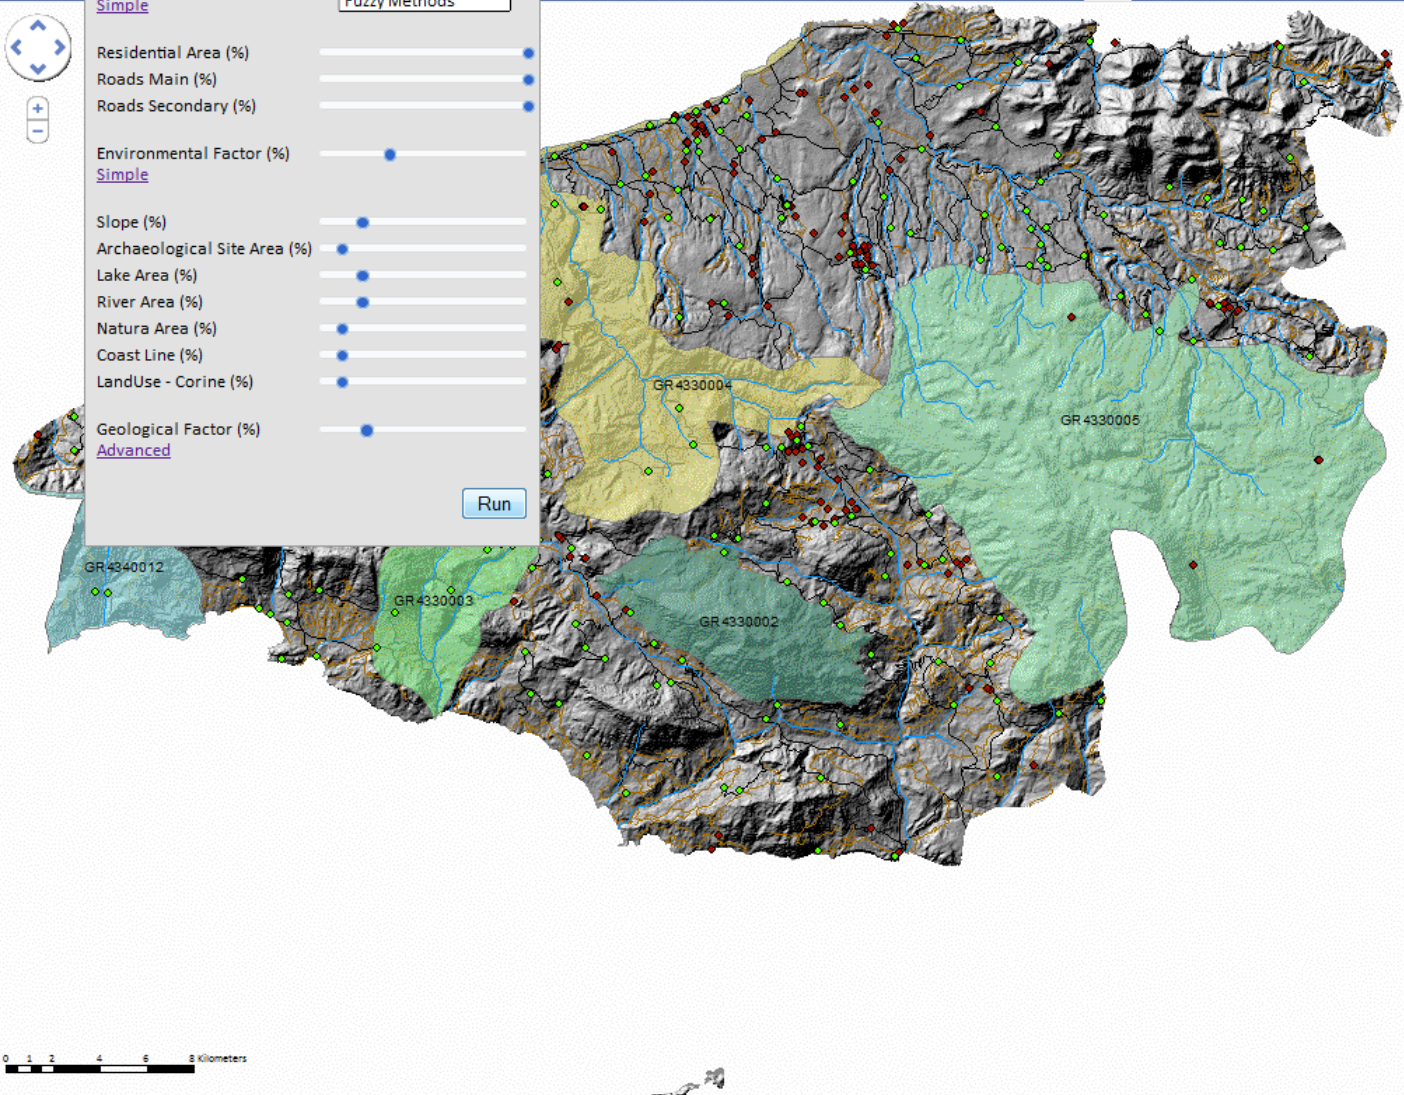 Simple
Fuzzy Methods
Residential Area (%)
Roads Main (%)
Roads Secondary (%)
Environmental Factor (%)
Simple
Slope (%)
Archaeological Site Area (%)
Lake Area (%)
River Area (%)
Natura Area (%)
Coast Line (%)
LandUse - Corine (%)
Geological Factor (%)
Advanced
Run
GR4330004
GR4330005
GR4340012
GR4330003
GR4330002
0 1 2 4 6 8 Kilometers